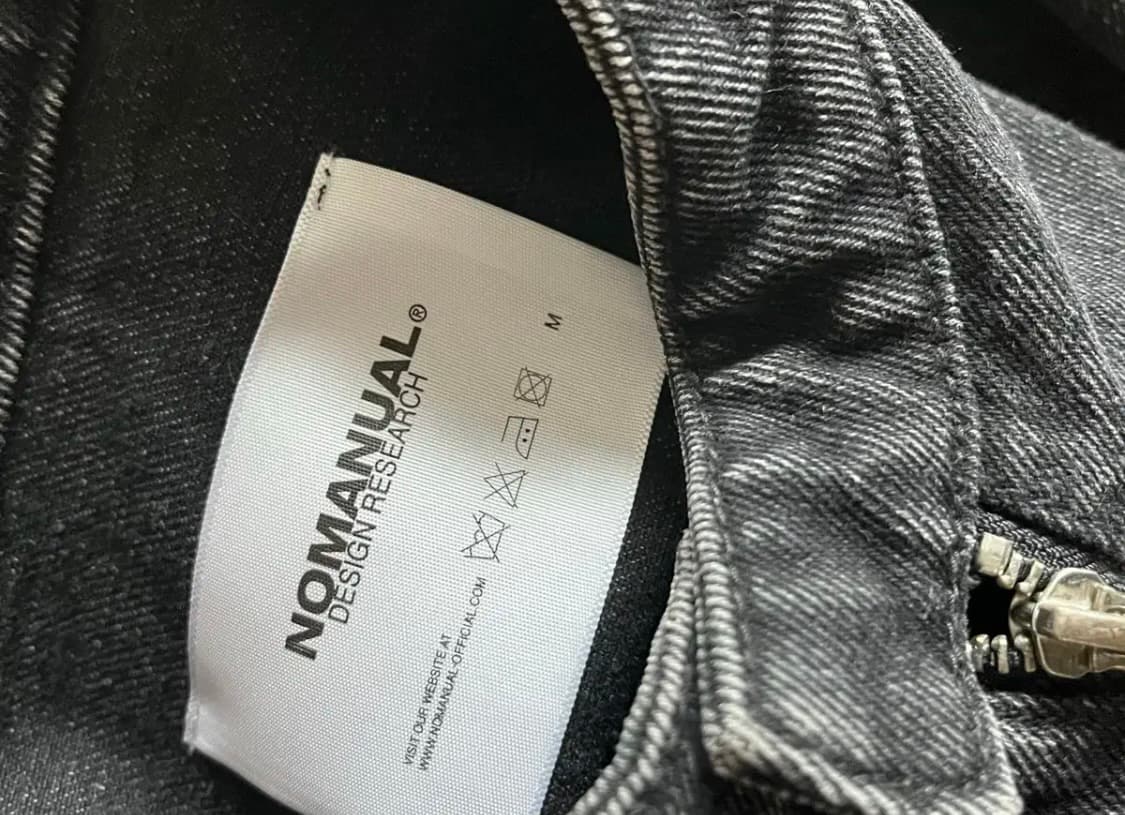 NOMANUAL®
DESIGN RESEARCH
VISIT OUR WEBSITE AT
WWW.NOMANUAL-OFFICIAL.COM
M